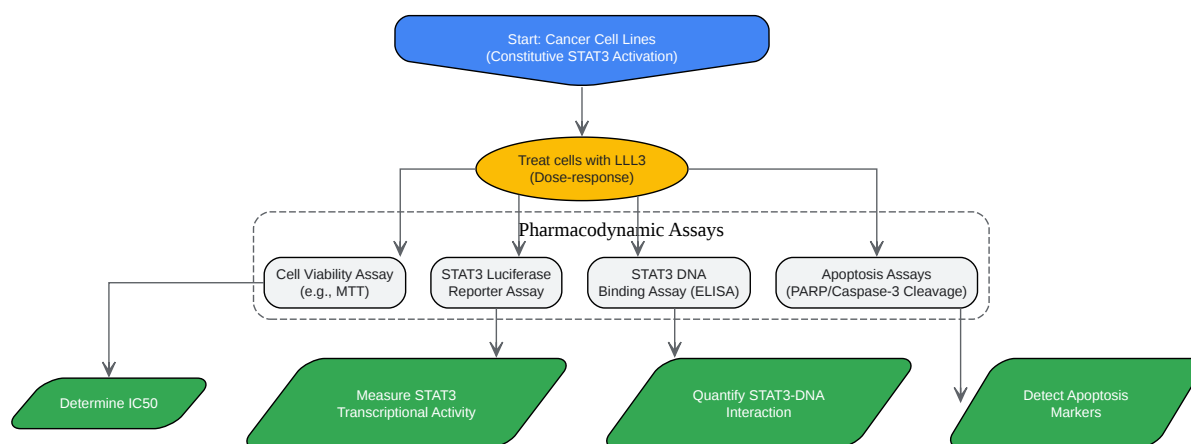 Start: Cancer Cell Lines
(Constitutive STAT3 Activation)
Treat cells with LLL3
(Dose-response)
Pharmacodynamic Assays
Cell Viability Assay
(e.g., MTT)
STAT3 Luciferase
Reporter Assay
STAT3 DNA
Binding Assay (ELISA)
Apoptosis Assays
(PARP/Caspase-3 Cleavage)
Determine IC50
Measure STAT3
Transcriptional Activity
Quantify STAT3-DNA
Interaction
Detect Apoptosis
Markers